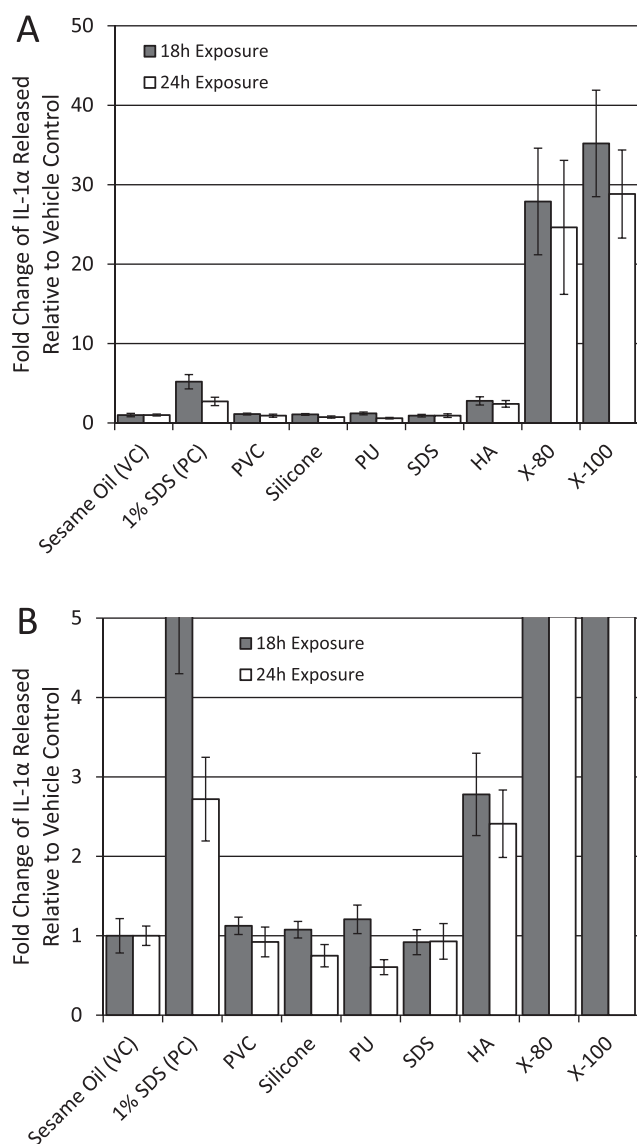 A
Fold Change of IL-1α Released
Relative to Vehicle Control
50
40
30
20
10
0
18h Exposure
24h Exposure
Sesame Oil (VC)
1% SDS (PC)
PVC
Silicone
PU
SDS
HA
X-80
X-100
B
Fold Change of IL-1α Released
Relative to Vehicle Control
5
4
3
2
1
0
18h Exposure
24h Exposure
Sesame Oil (VC)
1% SDS (PC)
PVC
Silicone
PU
SDS
HA
X-80
X-100